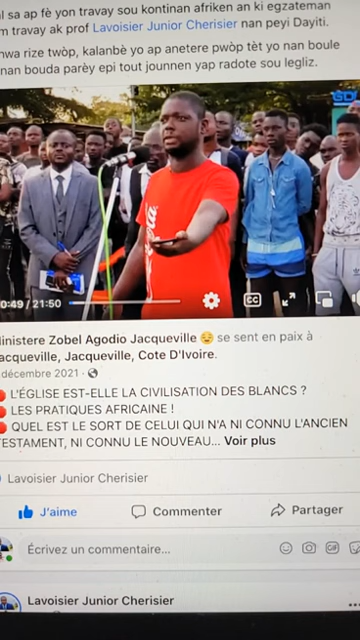 sa ap fè yon travay sou kontinan afriken an ki egzateman
travay ak prof Lavoisier Junior Cherisier nan peyi Dayiti.
rize twòp, kalanbè yo ap anetere pwòp tèt yo nan boule
nan bouda parèy epi tout jounnen yap radote sou legliz.
0:49 / 21:50
CC
Ministere Zobel Agodio Jacqueville 😏 se sent en paix à
Jacqueville, Jacqueville, Cote D'Ivoire.
décembre 2021 ·
🔴 L'ÉGLISE EST-ELLE LA CIVILISATION DES BLANCS ?
🔴 LES PRATIQUES AFRICAINE !
🔴 QUEL EST LE SORT DE CELUI QUI N'A NI CONNU L'ANCIEN
TESTAMENT, NI CONNU LE NOUVEAU... Voir plus
Lavoisier Junior Cherisier
J'aime
Commenter
Partager
Écrivez un commentaire...
GIF
Lavoisier Junior Cherisier